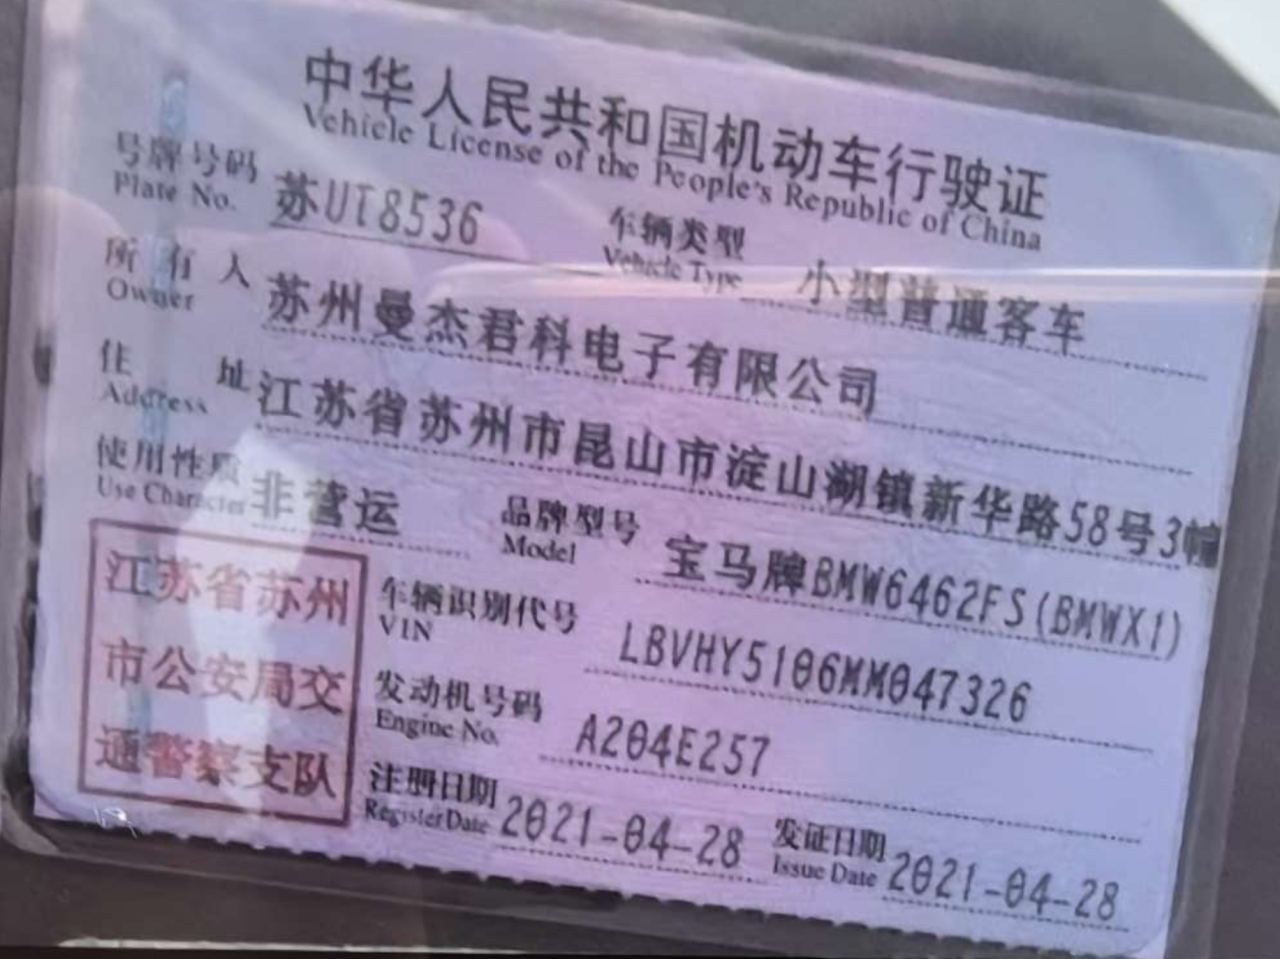 中华人民共和国机动车行驶证
Vehicle License of the People's Republic of China
号牌号码 苏UT8536 车辆类型 小型普通客车
Plate No. Vehicle Type
所有人 苏州曼杰君科电子有限公司
Owner
住址 江苏省苏州市昆山市淀山湖镇新华路58号3幢
Address
使用性质 非营运 品牌型号 宝马牌BMW6462FS(BMWX1)
Use Character Model
车辆识别代号 LBVHY5106MM047326
VIN
发动机号码 A204E257
Engine No.
注册日期 2021-04-28 发证日期 2021-04-28
Register Date Issue Date
江苏省苏州
市公安局交
通警察支队